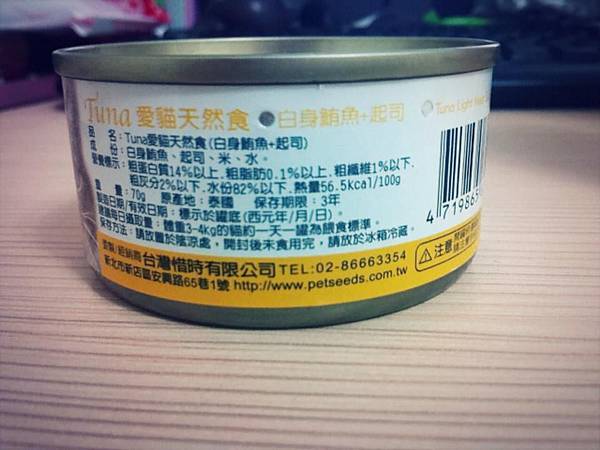 Tuna 愛貓天然食 白身鮪魚+起司 Tuna Light Meat
品名：Tuna愛貓天然食(白身鮪魚+起司)
成份：白身鮪魚、起司、米、水。
營養標示：粗蛋白質14%以上、粗脂肪0.1%以上、粗纖維1%以下、
粗灰分2%以下、水份82%以下、熱量56.5kcal/100g
重量：70g 原產地：泰國 保存期限：3年
製造日期/有效日期：標示於罐底(西元年/月/日)。
建議每日攝取量：體重3-4kg的貓約一天一罐為餵食標準。
保存方法：請放置於陰涼處，開封後未食用完，請放於冰箱冷藏。
台灣惜時有限公司 TEL:02-86663354
新北市新店區安興路65巷1號 http://www.petseeds.com.tw
4 719865
注意